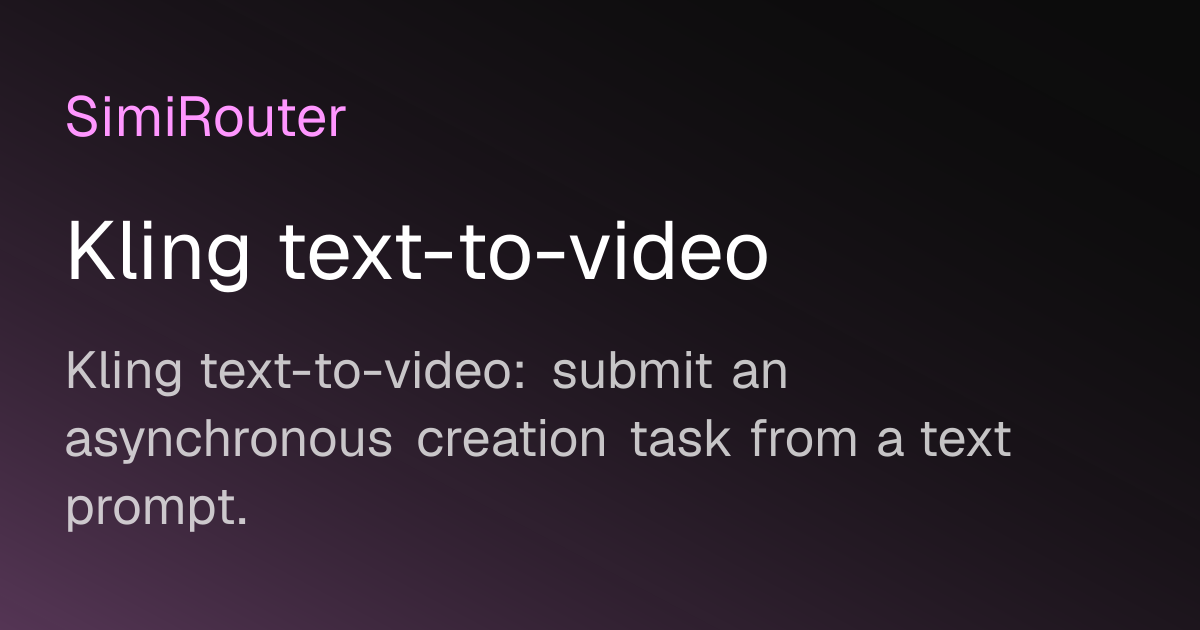 SimiRouter
Kling text-to-video
Kling text-to-video: submit an
asynchronous creation task from a text
prompt.